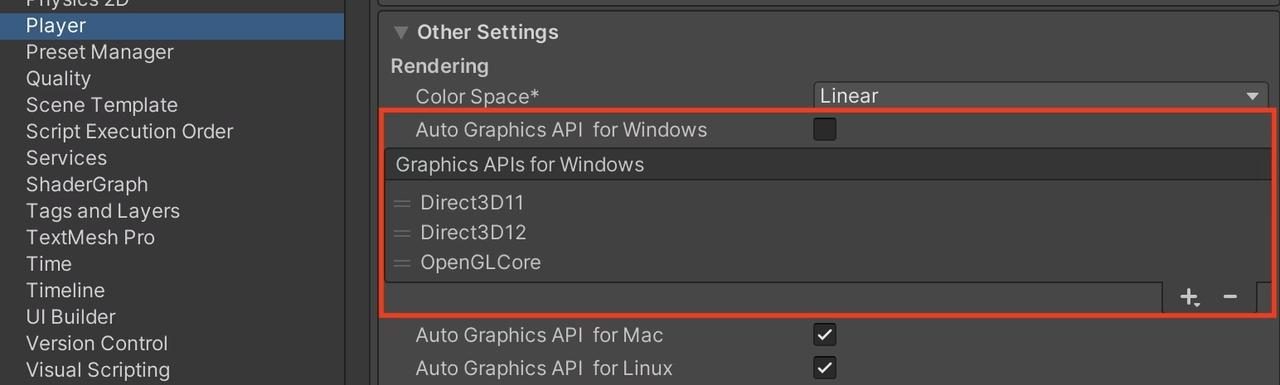 Physics 2D
Player
Preset Manager
Quality
Scene Template
Script Execution Order
Services
ShaderGraph
Tags and Layers
TextMesh Pro
Time
Timeline
UI Builder
Version Control
Visual Scripting
Other Settings
Rendering
Color Space* Linear
Auto Graphics API for Windows
Graphics APIs for Windows
Direct3D11
Direct3D12
OpenGLCore
Auto Graphics API for Mac
Auto Graphics API for Linux